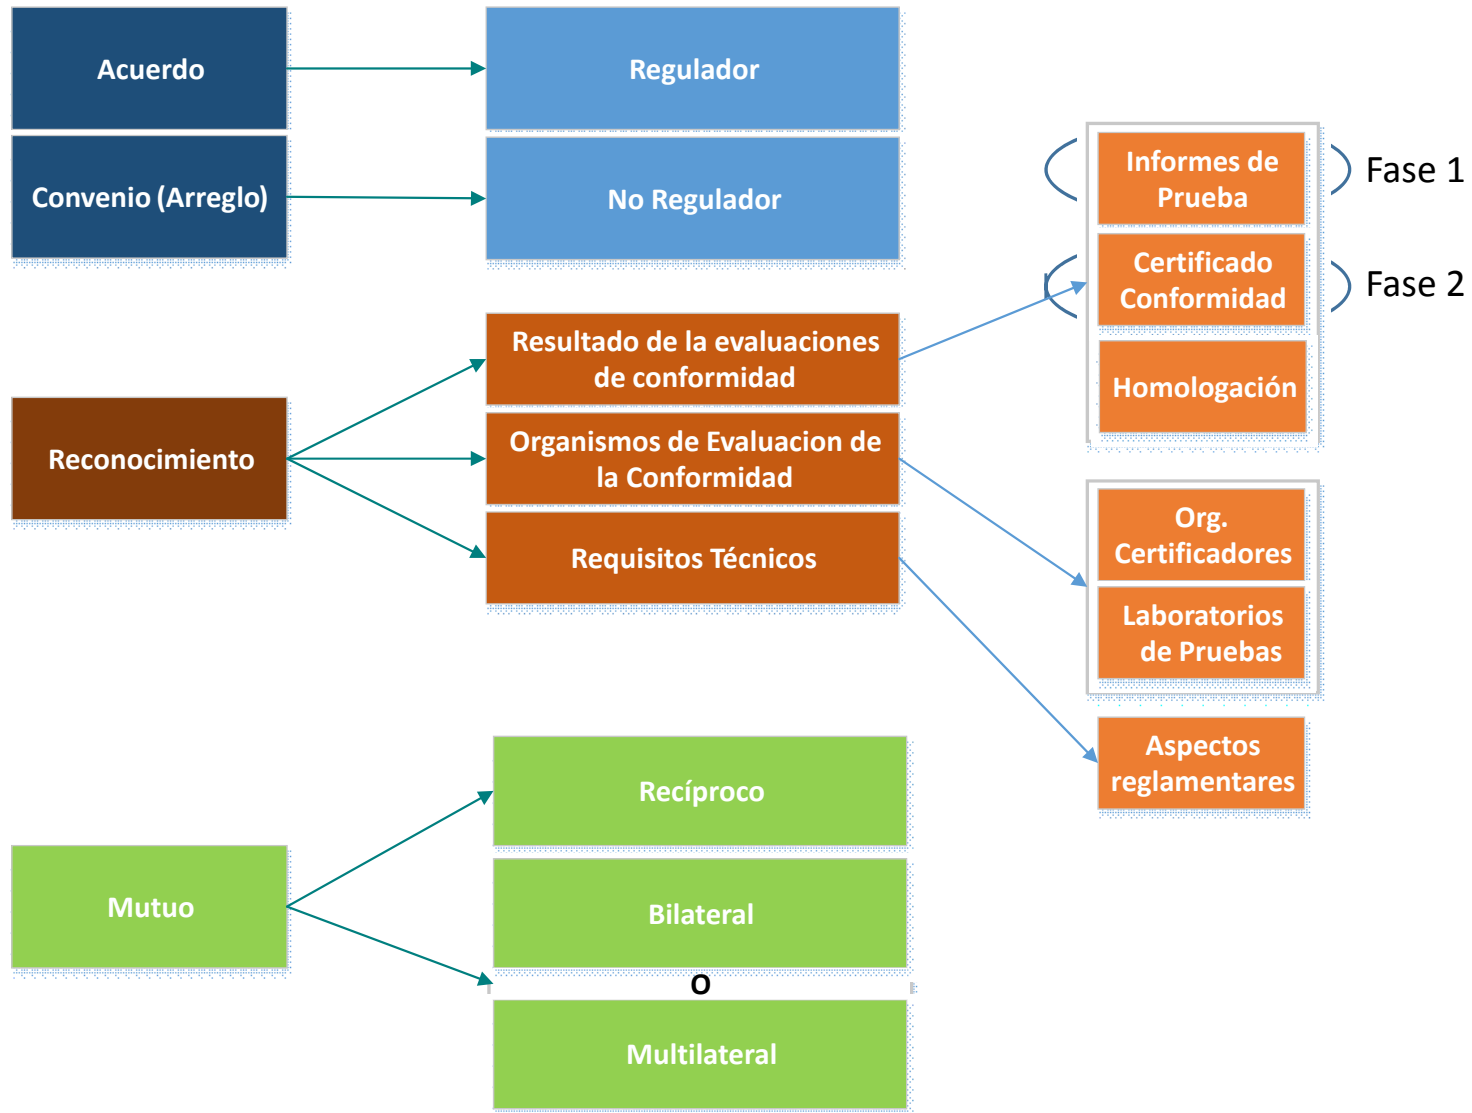 Acuerdo
Regulador
Convenio (Arreglo)
No Regulador
Informes de
Prueba
Fase 1
Certificado
Conformidad
Fase 2
Homologación
Reconocimiento
Resultado de la evaluaciones
de conformidad
Organismos de Evaluacion de
la Conformidad
Requisitos Técnicos
Org.
Certificadores
Laboratorios
de Pruebas
Aspectos
reglamentares
Mutuo
Recíproco
Bilateral
O
Multilateral